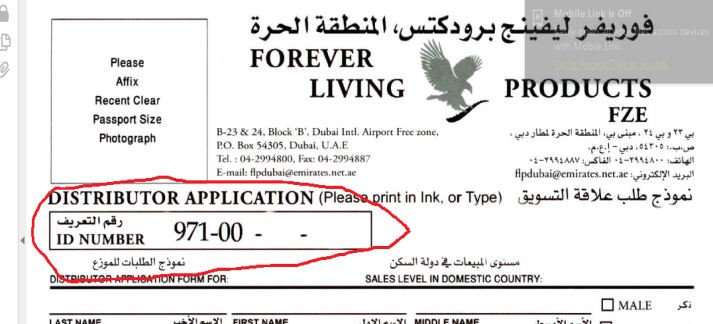 Mobile Link is Off
with Mobile Link.
Go to Recent Files to enable
فوريفر ليفينج برودكتس، المنطقة الحرة
FOREVER
LIVING PRODUCTS
FZE
Please
Affix
Recent Clear
Passport Size
Photograph
B-23 & 24, Block 'B', Dubai Intl. Airport Free zone,
P.O. Box 54305, Dubai, U.A.E
Tel. : 04-2994800, Fax: 04-2994887
E-mail: flpdubai@emirates.net.ae
بي ٢٣ و بي ٢٤ ، مبنى بي، المنطقة الحرة لمطار دبي ،
ص.ب.: ٥٤٣٠٥، دبي - إ.ع.م.
الهاتف: ٢٩٩٤٨٠٠-٠٤ الفاكس: ٢٩٩٤٨٨٧-٠٤
البريد الإلكتروني: flpdubai@emirates.net.ae
DISTRIBUTOR APPLICATION (Please print in Ink, or Type) نموذج طلب علاقة التسويق
رقم التعريف
ID NUMBER 971-00 - -
نموذج الطلبات للموزع
DISTRIBUTOR APPLICATION FORM FOR:
مستوى المبيعات في دولة السكن
SALES LEVEL IN DOMESTIC COUNTRY:
MALE ذكر
LAST NAME الاسم الأخير FIRST NAME الاسم الاول MIDDLE NAME الاسم الأوسط